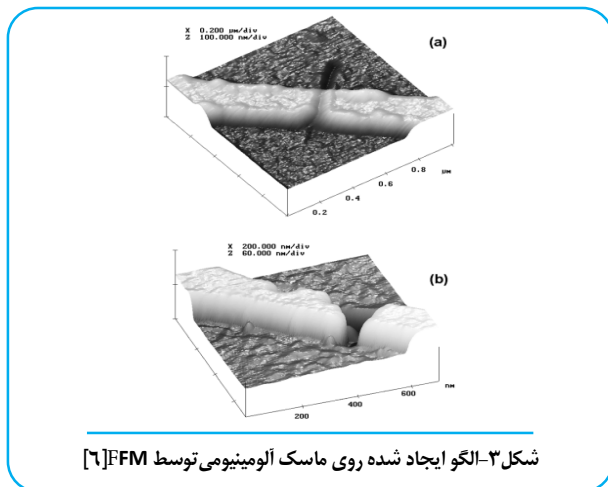 X 0.200 µm/div
Z 100.000 nm/div
(a)
0.2
0.4
0.6
0.8
µm
X 200.000 nm/div
Z 60.000 nm/div
(b)
200
400
600
nm
شکل۳-الگو ایجاد شده روی ماسک آلومینیومی توسط FFM[٦]